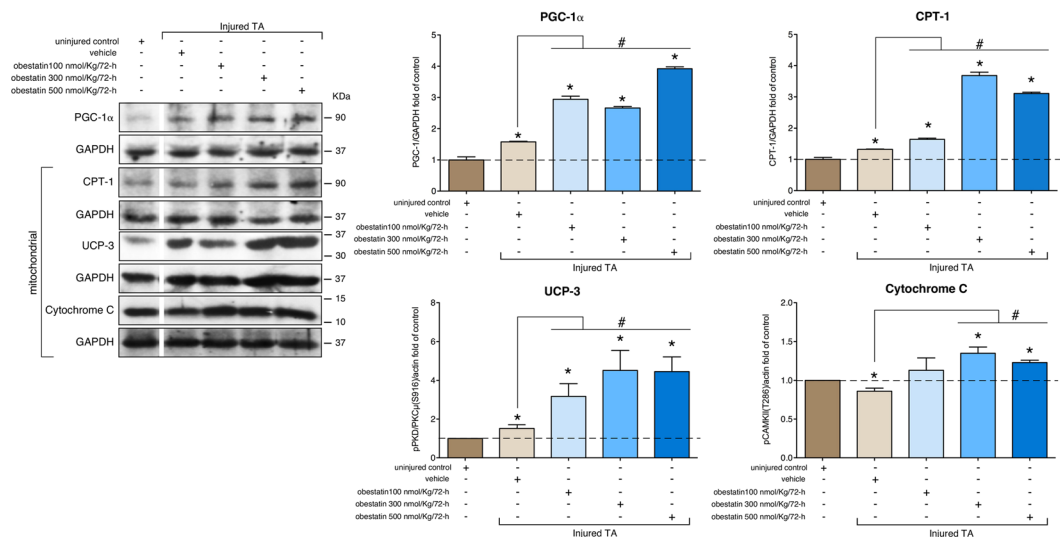 Injured TA
uninjured control + - - - -
vehicle - + - - -
obestatin100 nmol/Kg/72-h - - + - -
obestatin 300 nmol/Kg/72-h - - - + -
obestatin 500 nmol/Kg/72-h - - - - +
KDa
PGC-1α 90
GAPDH 37
mitochondrial
CPT-1 90
GAPDH 37
UCP-3 37
30
GAPDH 37
Cytochrome C 15
10
GAPDH 37
PGC-1α
PGC-1/GAPDH fold of control
5
4
3
2
1
0
#
* * * *
uninjured control + - - - -
vehicle - + - - -
obestatin100 nmol/Kg/72-h - - + - -
obestatin 300 nmol/Kg/72-h - - - + -
obestatin 500 nmol/Kg/72-h - - - - +
Injured TA
CPT-1
CPT-1/GAPDH fold of control
5
4
3
2
1
0
#
* * * *
uninjured control + - - - -
vehicle - + - - -
obestatin100 nmol/Kg/72-h - - + - -
obestatin 300 nmol/Kg/72-h - - - + -
obestatin 500 nmol/Kg/72-h - - - - +
Injured TA
UCP-3
pPKD/PKCμ(S916)/actin fold of control
8
6
4
2
0
#
* * * *
uninjured control + - - - -
vehicle - + - - -
obestatin100 nmol/Kg/72-h - - + - -
obestatin 300 nmol/Kg/72-h - - - + -
obestatin 500 nmol/Kg/72-h - - - - +
Injured TA
Cytochrome C
pCAMKII(T286)/actin fold of control
2.0
1.5
1.0
0.5
0.0
#
* * *
uninjured control + - - - -
vehicle - + - - -
obestatin100 nmol/Kg/72-h - - + - -
obestatin 300 nmol/Kg/72-h - - - + -
obestatin 500 nmol/Kg/72-h - - - - +
Injured TA